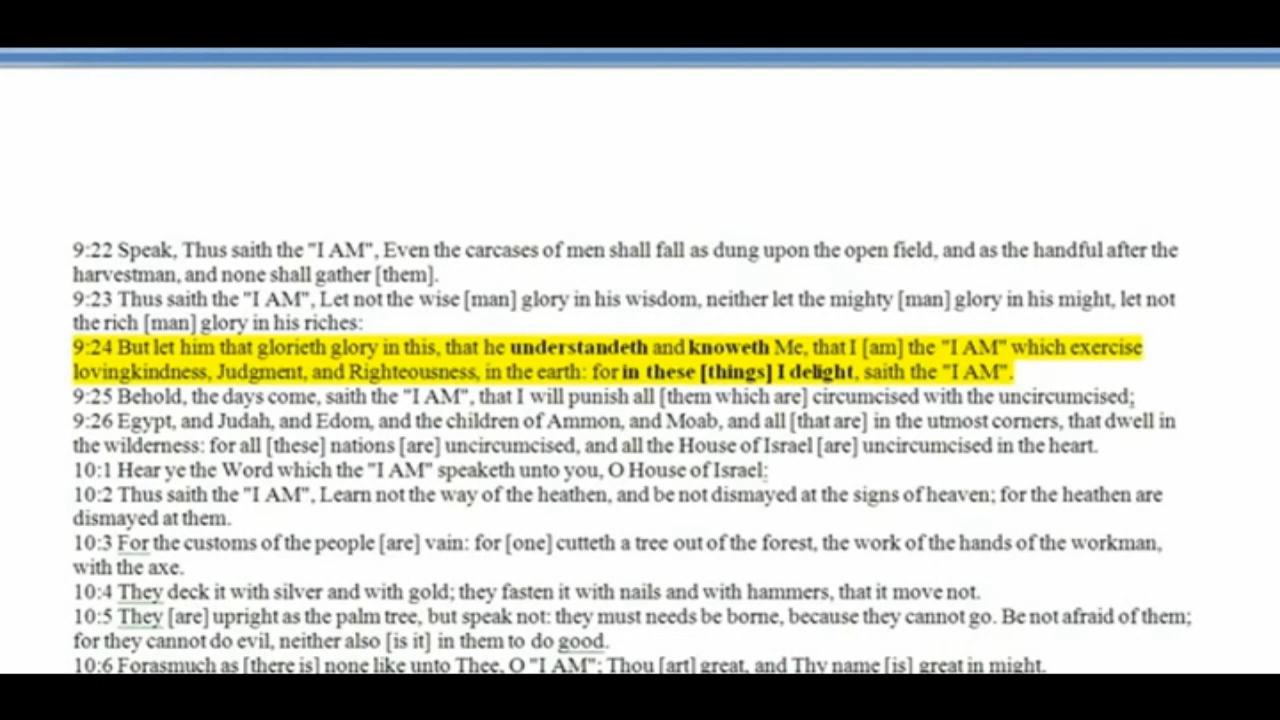 9:22 Speak, Thus saith the "I AM", Even the carcases of men shall fall as dung upon the open field, and as the handful after the
harvestman, and none shall gather [them].
9:23 Thus saith the "I AM", Let not the wise [man] glory in his wisdom, neither let the mighty [man] glory in his might, let not
the rich [man] glory in his riches:
9:24 But let him that glorieth glory in this, that he understandeth and knoweth Me, that I [am] the "I AM" which exercise
lovingkindness, Judgment, and Righteousness, in the earth: for in these [things] I delight, saith the "I AM".
9:25 Behold, the days come, saith the "I AM", that I will punish all [them which are] circumcised with the uncircumcised;
9:26 Egypt, and Judah, and Edom, and the children of Ammon, and Moab, and all [that are] in the utmost corners, that dwell in
the wilderness: for all [these] nations [are] uncircumcised, and all the House of Israel [are] uncircumcised in the heart.
10:1 Hear ye the Word which the "I AM" speaketh unto you, O House of Israel:
10:2 Thus saith the "I AM", Learn not the way of the heathen, and be not dismayed at the signs of heaven; for the heathen are
dismayed at them.
10:3 For the customs of the people [are] vain: for [one] cutteth a tree out of the forest, the work of the hands of the workman,
with the axe.
10:4 They deck it with silver and with gold; they fasten it with nails and with hammers, that it move not.
10:5 They [are] upright as the palm tree, but speak not: they must needs be borne, because they cannot go. Be not afraid of them;
for they cannot do evil, neither also [is it] in them to do good.
10:6 Forasmuch as [there is] none like unto Thee, O "I AM"; Thou [art] great, and Thy name [is] great in might.